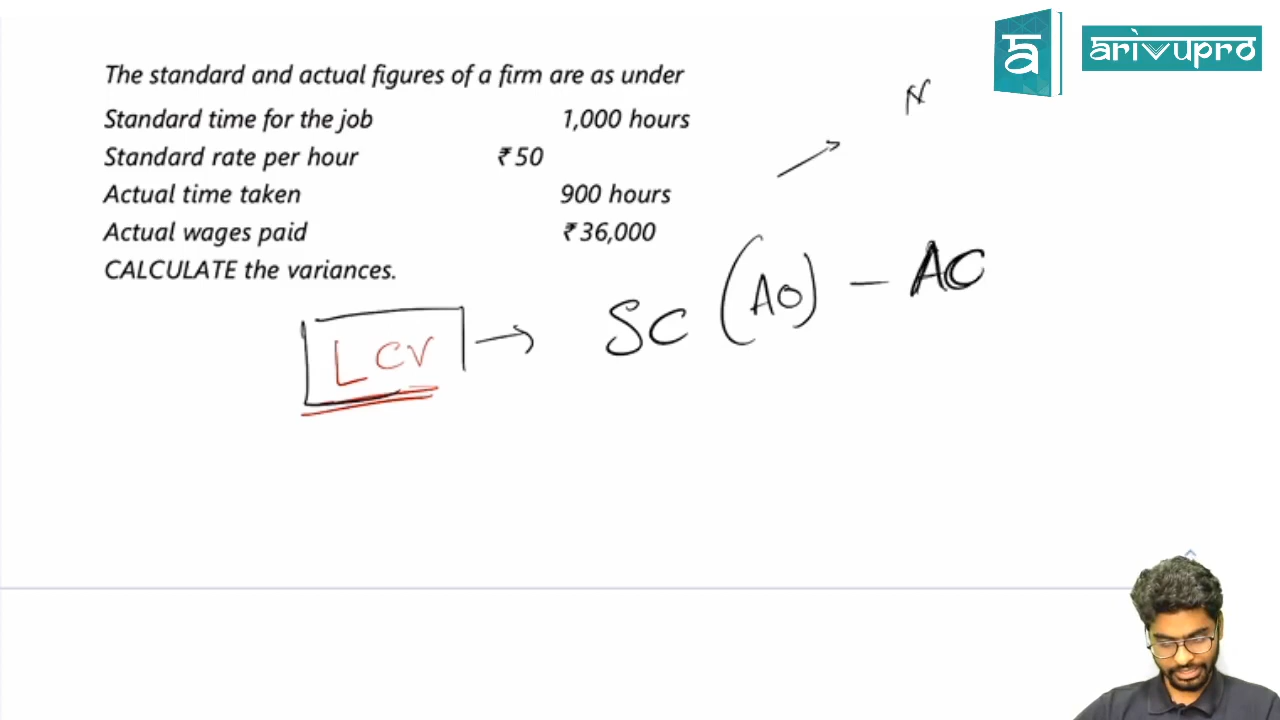 ā arivupro
The standard and actual figures of a firm are as under
Standard time for the job 1,000 hours
Standard rate per hour ₹50
Actual time taken 900 hours
Actual wages paid ₹36,000
CALCULATE the variances.
LCV → SC (AO) – AC